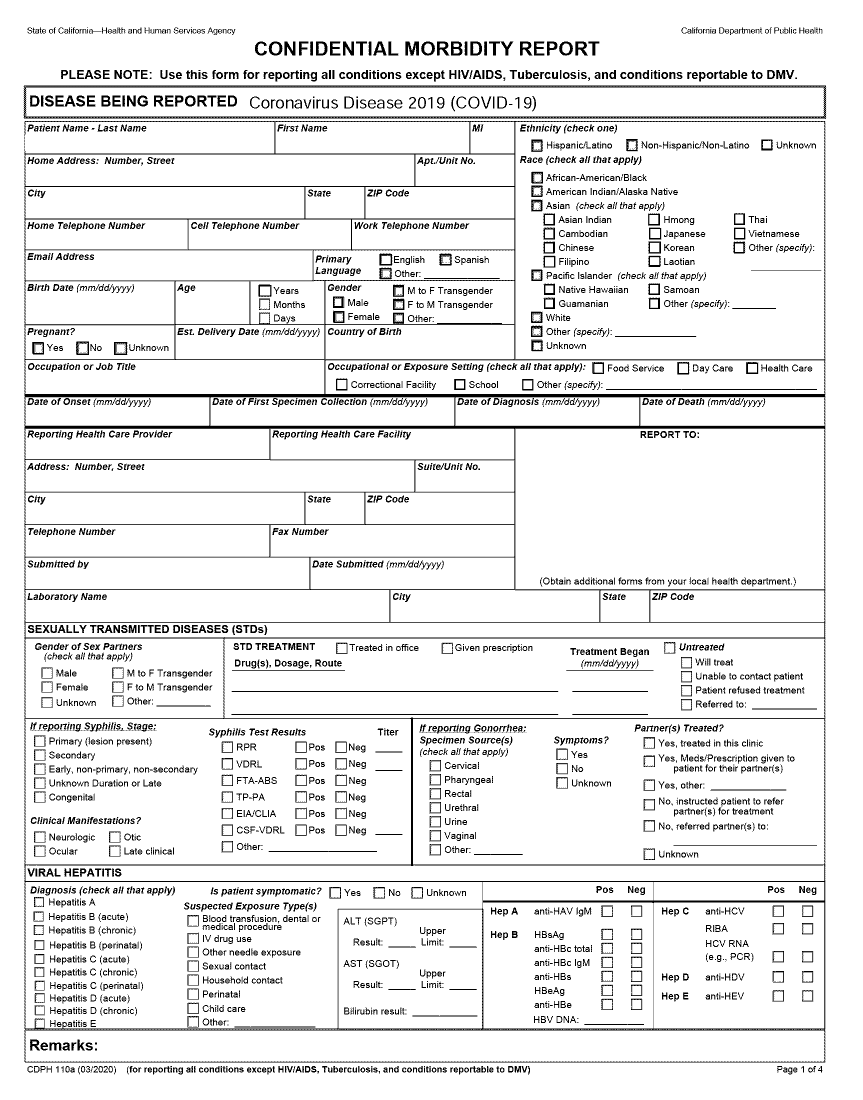 State of California—Health and Human Services Agency California Department of Public Health
CONFIDENTIAL MORBIDITY REPORT
PLEASE NOTE: Use this form for reporting all conditions except HIV/AIDS, Tuberculosis, and conditions reportable to DMV.
DISEASE BEING REPORTED Coronavirus Disease 2019 (COVID-19)
Patient Name - Last Name First Name MI
Home Address: Number, Street Apt./Unit No.
City State ZIP Code
Home Telephone Number Cell Telephone Number Work Telephone Number
Email Address Primary Language English Spanish Other:
Birth Date (mm/dd/yyyy) Age Years Months Days
Gender Male Female M to F Transgender F to M Transgender Other:
Pregnant? Yes No Unknown
Est. Delivery Date (mm/dd/yyyy) Country of Birth
Ethnicity (check one)
Hispanic/Latino Non-Hispanic/Non-Latino Unknown
Race (check all that apply)
African-American/Black
American Indian/Alaska Native
Asian (check all that apply)
Asian Indian Hmong Thai
Cambodian Japanese Vietnamese
Chinese Korean Other (specify):
Filipino Laotian
Pacific Islander (check all that apply)
Native Hawaiian Samoan
Guamanian Other (specify):
White
Other (specify):
Unknown
Occupation or Job Title
Occupational or Exposure Setting (check all that apply): Food Service Day Care Health Care
Correctional Facility School Other (specify):
Date of Onset (mm/dd/yyyy) Date of First Specimen Collection (mm/dd/yyyy) Date of Diagnosis (mm/dd/yyyy) Date of Death (mm/dd/yyyy)
Reporting Health Care Provider Reporting Health Care Facility
Address: Number, Street Suite/Unit No.
City State ZIP Code
Telephone Number Fax Number
Submitted by Date Submitted (mm/dd/yyyy)
REPORT TO:
(Obtain additional forms from your local health department.)
Laboratory Name City State ZIP Code
SEXUALLY TRANSMITTED DISEASES (STDs)
Gender of Sex Partners
(check all that apply)
Male M to F Transgender
Female F to M Transgender
Unknown Other:
STD TREATMENT Treated in office Given prescription
Drug(s), Dosage, Route
Treatment Began
(mm/dd/yyyy)
Untreated
Will treat
Unable to contact patient
Patient refused treatment
Referred to:
If reporting Syphilis, Stage:
Primary (lesion present)
Secondary
Early, non-primary, non-secondary
Unknown Duration or Late
Congenital
Clinical Manifestations?
Neurologic Otic
Ocular Late clinical
Syphilis Test Results Titer
RPR Pos Neg
VDRL Pos Neg
FTA-ABS Pos Neg
TP-PA Pos Neg
EIA/CLIA Pos Neg
CSF-VDRL Pos Neg
Other:
If reporting Gonorrhea:
Specimen Source(s)
(check all that apply)
Cervical
Pharyngeal
Rectal
Urethral
Urine
Vaginal
Other:
Symptoms?
Yes
No
Unknown
Partner(s) Treated?
Yes, treated in this clinic
Yes, Meds/Prescription given to
patient for their partner(s)
Yes, other:
No, instructed patient to refer
partner(s) for treatment
No, referred partner(s) to:
Unknown
VIRAL HEPATITIS
Diagnosis (check all that apply)
Hepatitis A
Hepatitis B (acute)
Hepatitis B (chronic)
Hepatitis B (perinatal)
Hepatitis C (acute)
Hepatitis C (chronic)
Hepatitis C (perinatal)
Hepatitis D (acute)
Hepatitis D (chronic)
Hepatitis E
Is patient symptomatic? Yes No Unknown
Suspected Exposure Type(s)
Blood transfusion, dental or
medical procedure
IV drug use
Other needle exposure
Sexual contact
Household contact
Perinatal
Child care
Other:
ALT (SGPT)
Upper
Result: Limit:
AST (SGOT)
Upper
Result: Limit:
Bilirubin result:
Pos Neg
Hep A anti-HAV IgM
Hep B HBsAg
anti-HBc total
anti-HBc IgM
anti-HBs
HBeAg
anti-HBe
HBV DNA:
Pos Neg
Hep C anti-HCV
RIBA
HCV RNA
(e.g., PCR)
Hep D anti-HDV
Hep E anti-HEV
Remarks:
CDPH 110a (03/2020) (for reporting all conditions except HIV/AIDS, Tuberculosis, and conditions reportable to DMV) Page 1 of 4